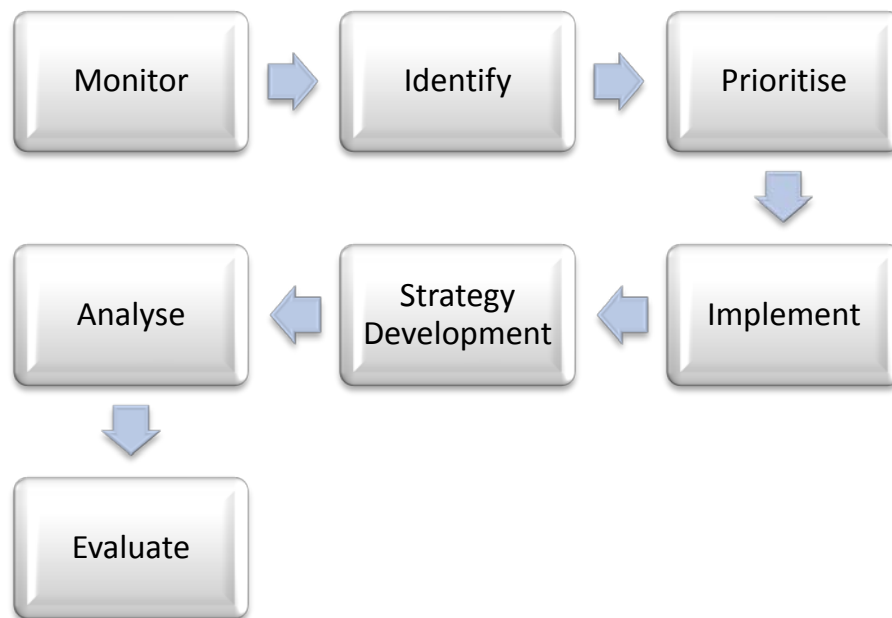 Monitor
Identify
Prioritise
Implement
Strategy
Development
Analyse
Evaluate